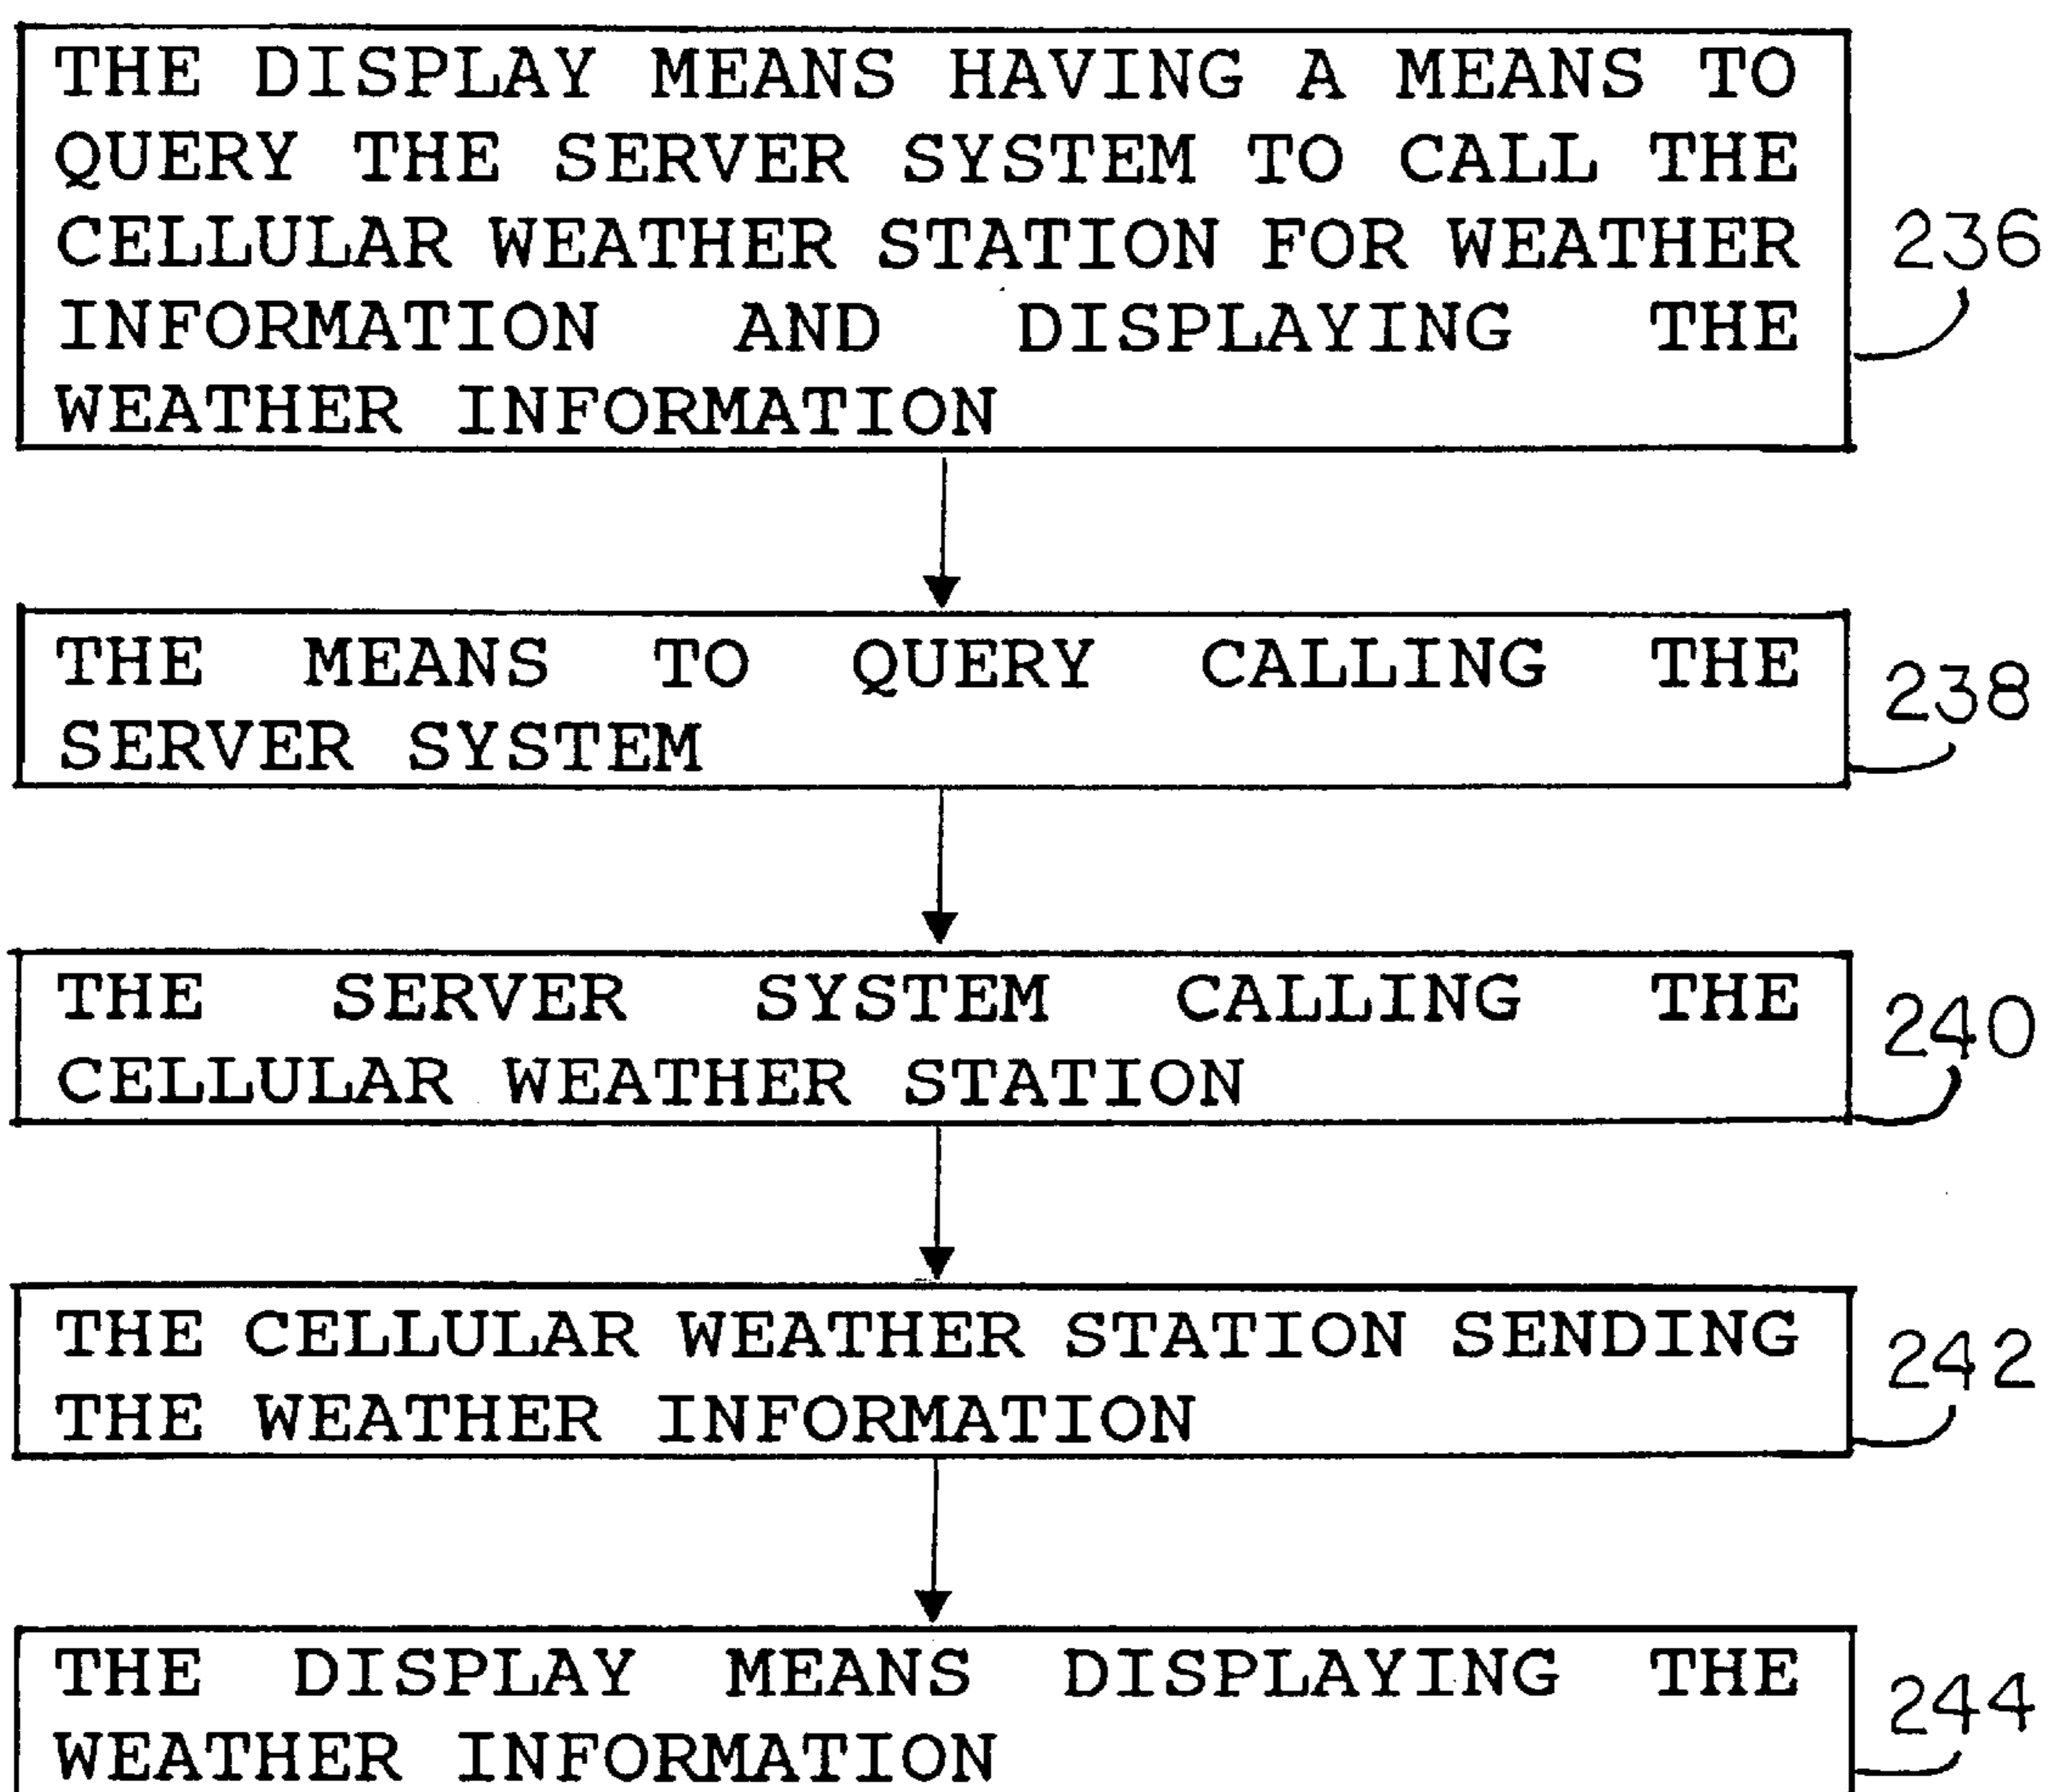 THE DISPLAY MEANS HAVING A MEANS TO
QUERY THE SERVER SYSTEM TO CALL THE
CELLULAR WEATHER STATION FOR WEATHER
INFORMATION AND DISPLAYING THE
WEATHER INFORMATION
236
THE MEANS TO QUERY CALLING THE
SERVER SYSTEM
238
THE SERVER SYSTEM CALLING THE
CELLULAR WEATHER STATION
240
THE CELLULAR WEATHER STATION SENDING
THE WEATHER INFORMATION
242
THE DISPLAY MEANS DISPLAYING THE
WEATHER INFORMATION
244